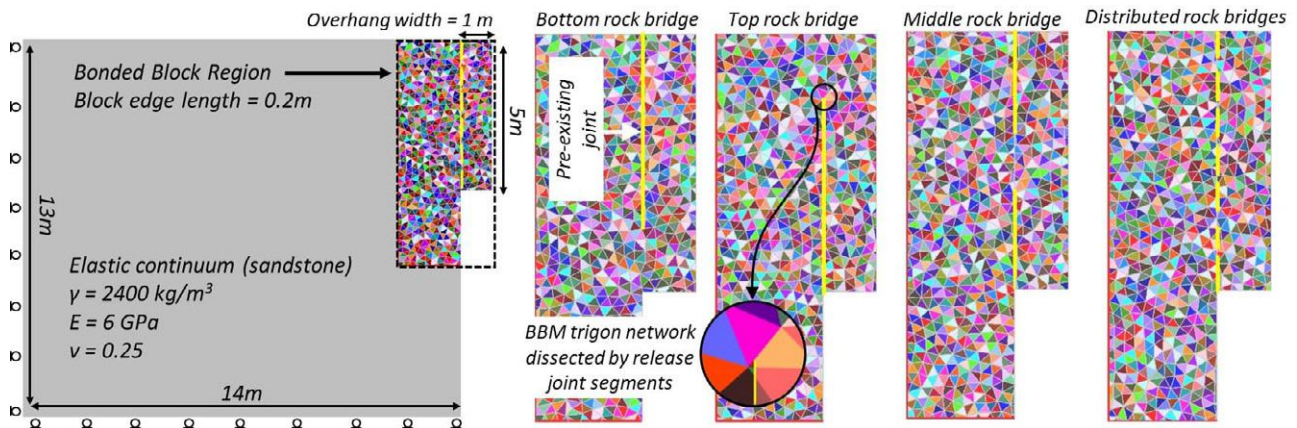 Overhang width = 1 m
Bonded Block Region
Block edge length = 0.2m
5m
13m
Elastic continuum (sandstone)
γ = 2400 kg/m³
E = 6 GPa
ν = 0.25
14m
Bottom rock bridge
Top rock bridge
Middle rock bridge
Distributed rock bridges
Pre-existing
joint
BBM trigon network
dissected by release
joint segments